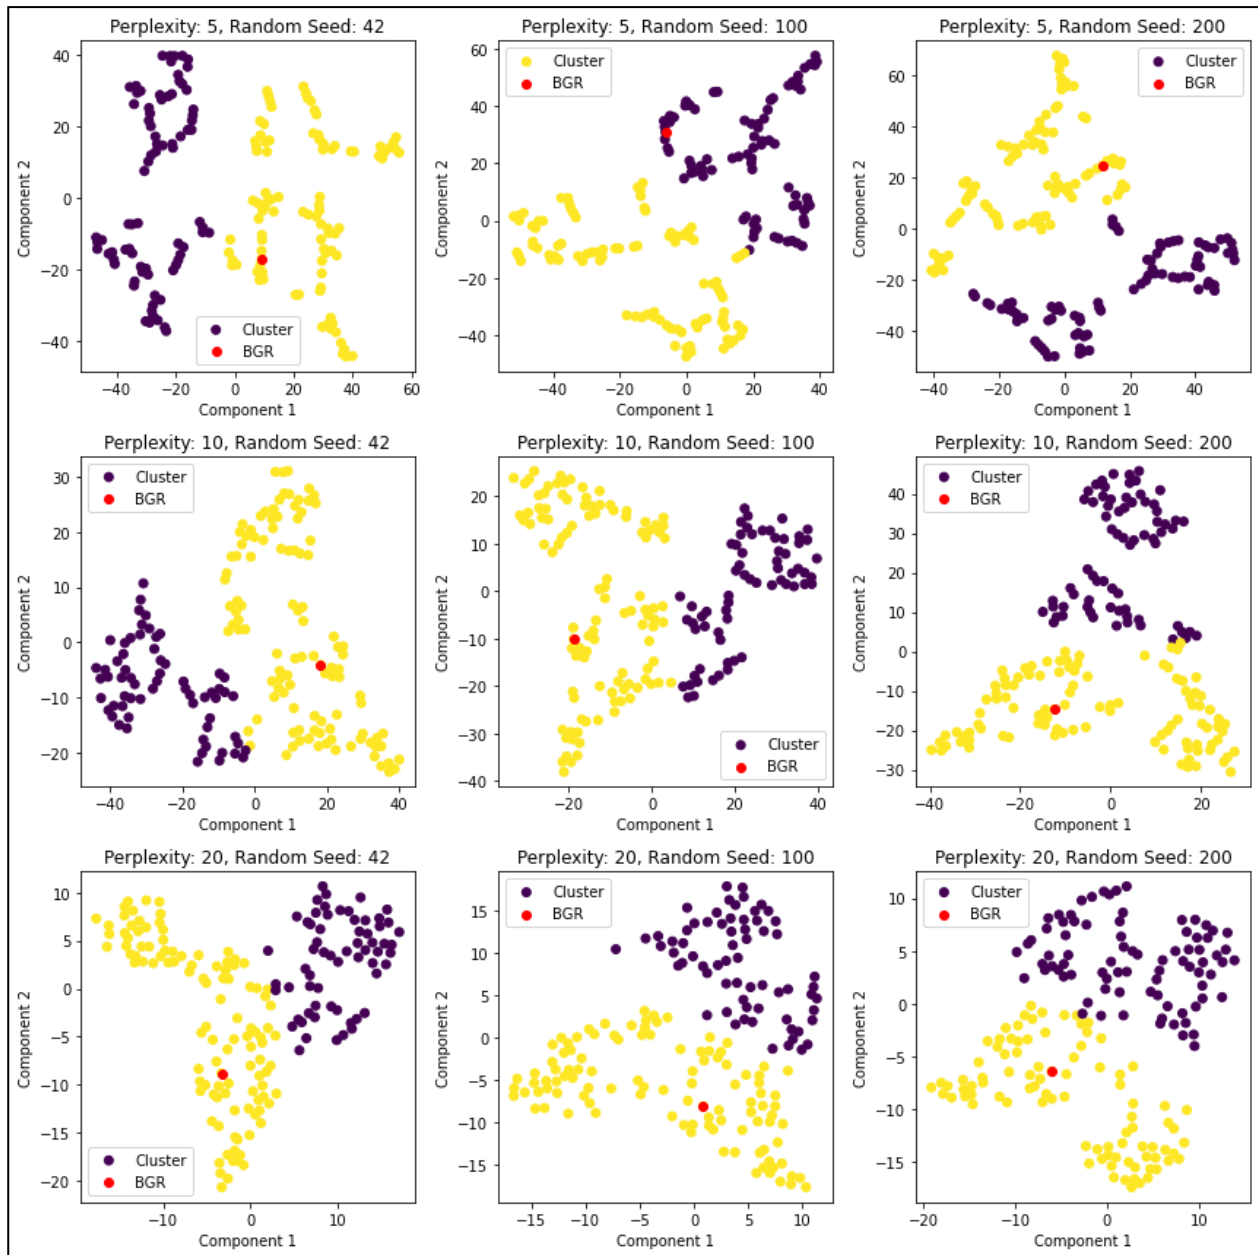 Perplexity: 5, Random Seed: 42
40
20
0
−20
−40
Component 2
Cluster
BGR
−40 −20 0 20 40 60
Component 1
Perplexity: 5, Random Seed: 100
60
40
20
0
−20
−40
Component 2
Cluster
BGR
−40 −20 0 20 40
Component 1
Perplexity: 5, Random Seed: 200
60
40
20
0
−20
−40
Component 2
Cluster
BGR
−40 −20 0 20 40
Component 1
Perplexity: 10, Random Seed: 42
30
20
10
0
−10
−20
Component 2
Cluster
BGR
−40 −20 0 20 40
Component 1
Perplexity: 10, Random Seed: 100
20
10
0
−10
−20
−30
−40
Component 2
Cluster
BGR
−20 0 20 40
Component 1
Perplexity: 10, Random Seed: 200
40
30
20
10
0
−10
−20
−30
Component 2
Cluster
BGR
−40 −20 0 20
Component 1
Perplexity: 20, Random Seed: 42
10
5
0
−5
−10
−15
−20
Component 2
Cluster
BGR
−10 0 10
Component 1
Perplexity: 20, Random Seed: 100
15
10
5
0
−5
−10
−15
Component 2
Cluster
BGR
−15 −10 −5 0 5 10
Component 1
Perplexity: 20, Random Seed: 200
10
5
0
−5
−10
−15
Component 2
Cluster
BGR
−20 −10 0 10
Component 1